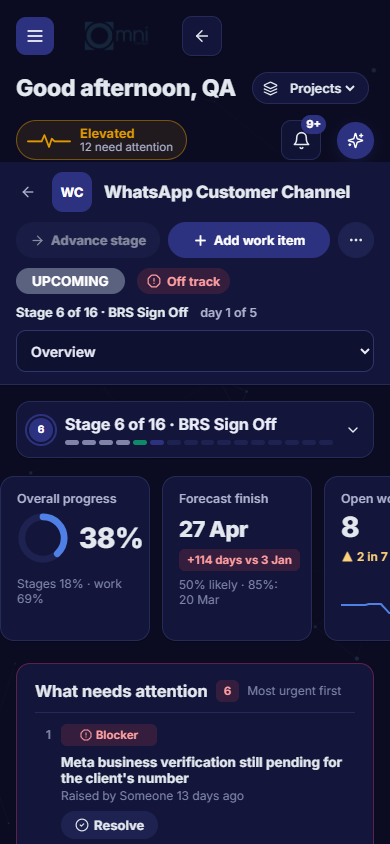 Omni
Good afternoon, QA
Projects
Elevated
12 need attention
9+
WC
WhatsApp Customer Channel
Advance stage
Add work item
UPCOMING
Off track
Stage 6 of 16 · BRS Sign Off day 1 of 5
Overview
6
Stage 6 of 16 · BRS Sign Off
Overall progress
38%
Stages 18% · work
69%
Forecast finish
27 Apr
+114 days vs 3 Jan
50% likely · 85%:
20 Mar
Open wo
8
2 in 7
What needs attention 6 Most urgent first
1
Blocker
Meta business verification still pending for
the client's number
Raised by Someone 13 days ago
Resolve